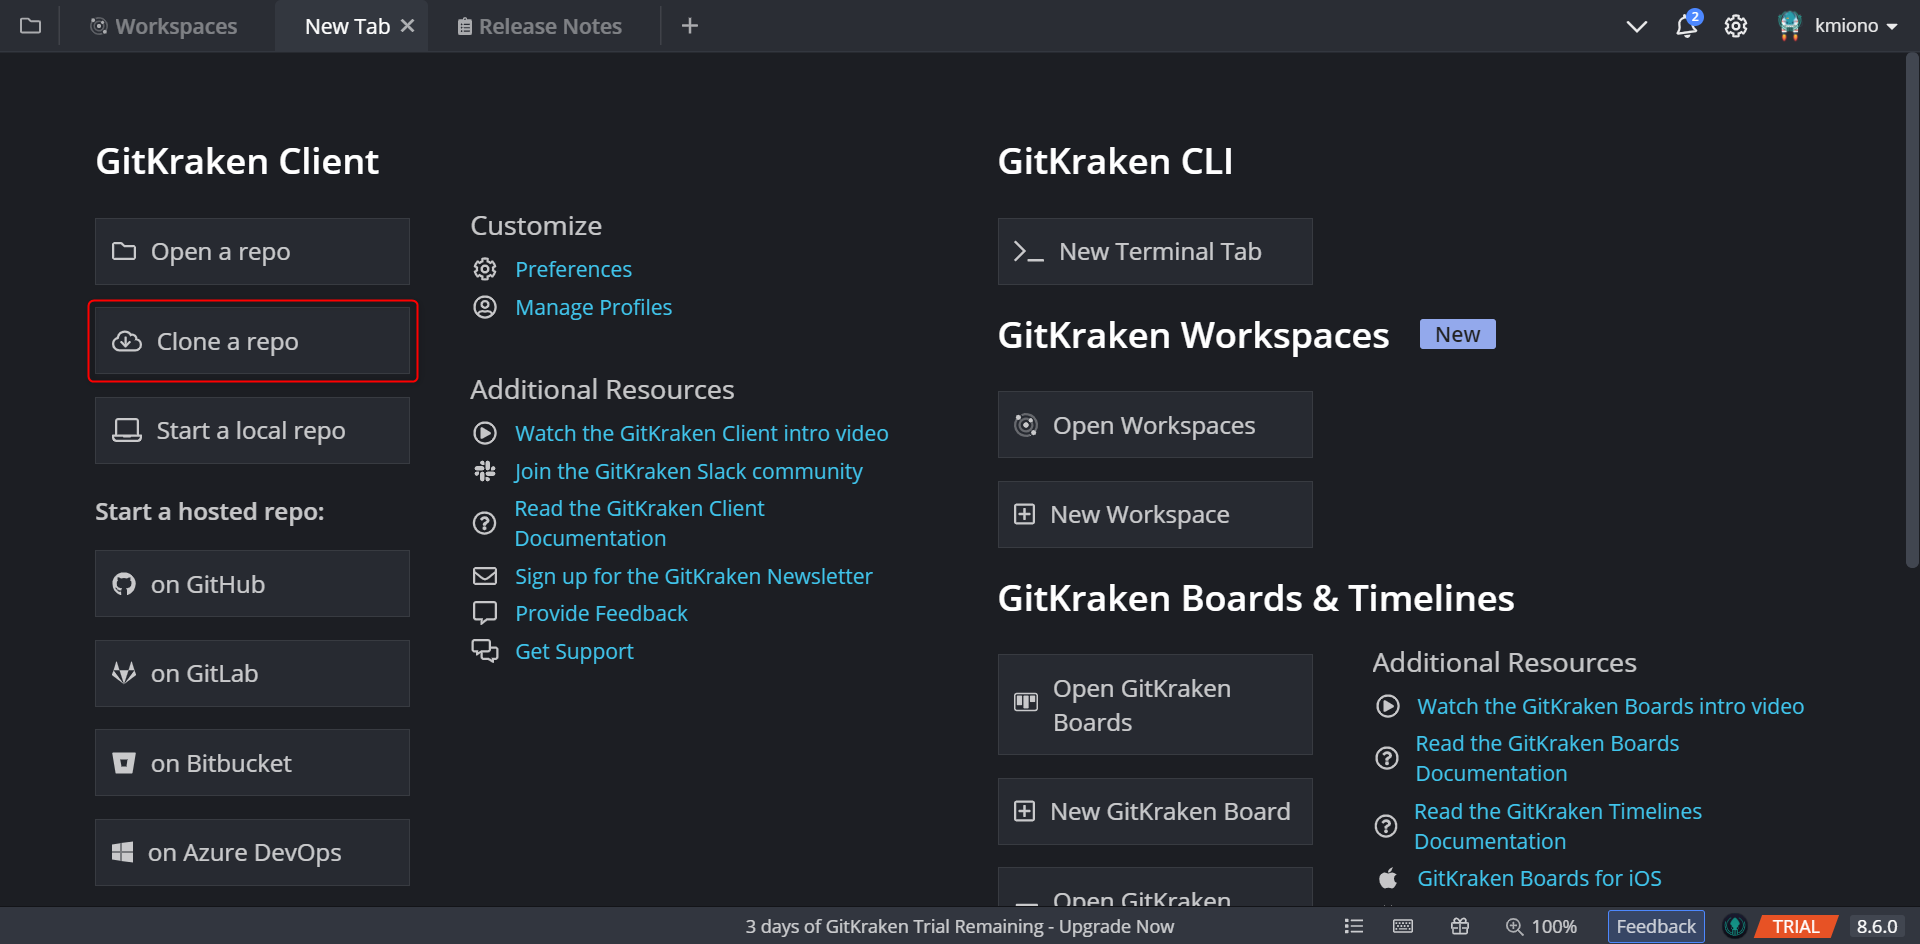 Workspaces
New Tab
Release Notes
2
kmiono
GitKraken Client
Open a repo
Clone a repo
Start a local repo
Start a hosted repo:
on GitHub
on GitLab
on Bitbucket
on Azure DevOps
Customize
Preferences
Manage Profiles
Additional Resources
Watch the GitKraken Client intro video
Join the GitKraken Slack community
Read the GitKraken Client
Documentation
Sign up for the GitKraken Newsletter
Provide Feedback
Get Support
GitKraken CLI
New Terminal Tab
GitKraken Workspaces
New
Open Workspaces
New Workspace
GitKraken Boards & Timelines
Open GitKraken
Boards
New GitKraken Board
Open GitKraken
Additional Resources
Watch the GitKraken Boards intro video
Read the GitKraken Boards
Documentation
Read the GitKraken Timelines
Documentation
GitKraken Boards for iOS
3 days of GitKraken Trial Remaining - Upgrade Now
100%
Feedback
TRIAL
8.6.0